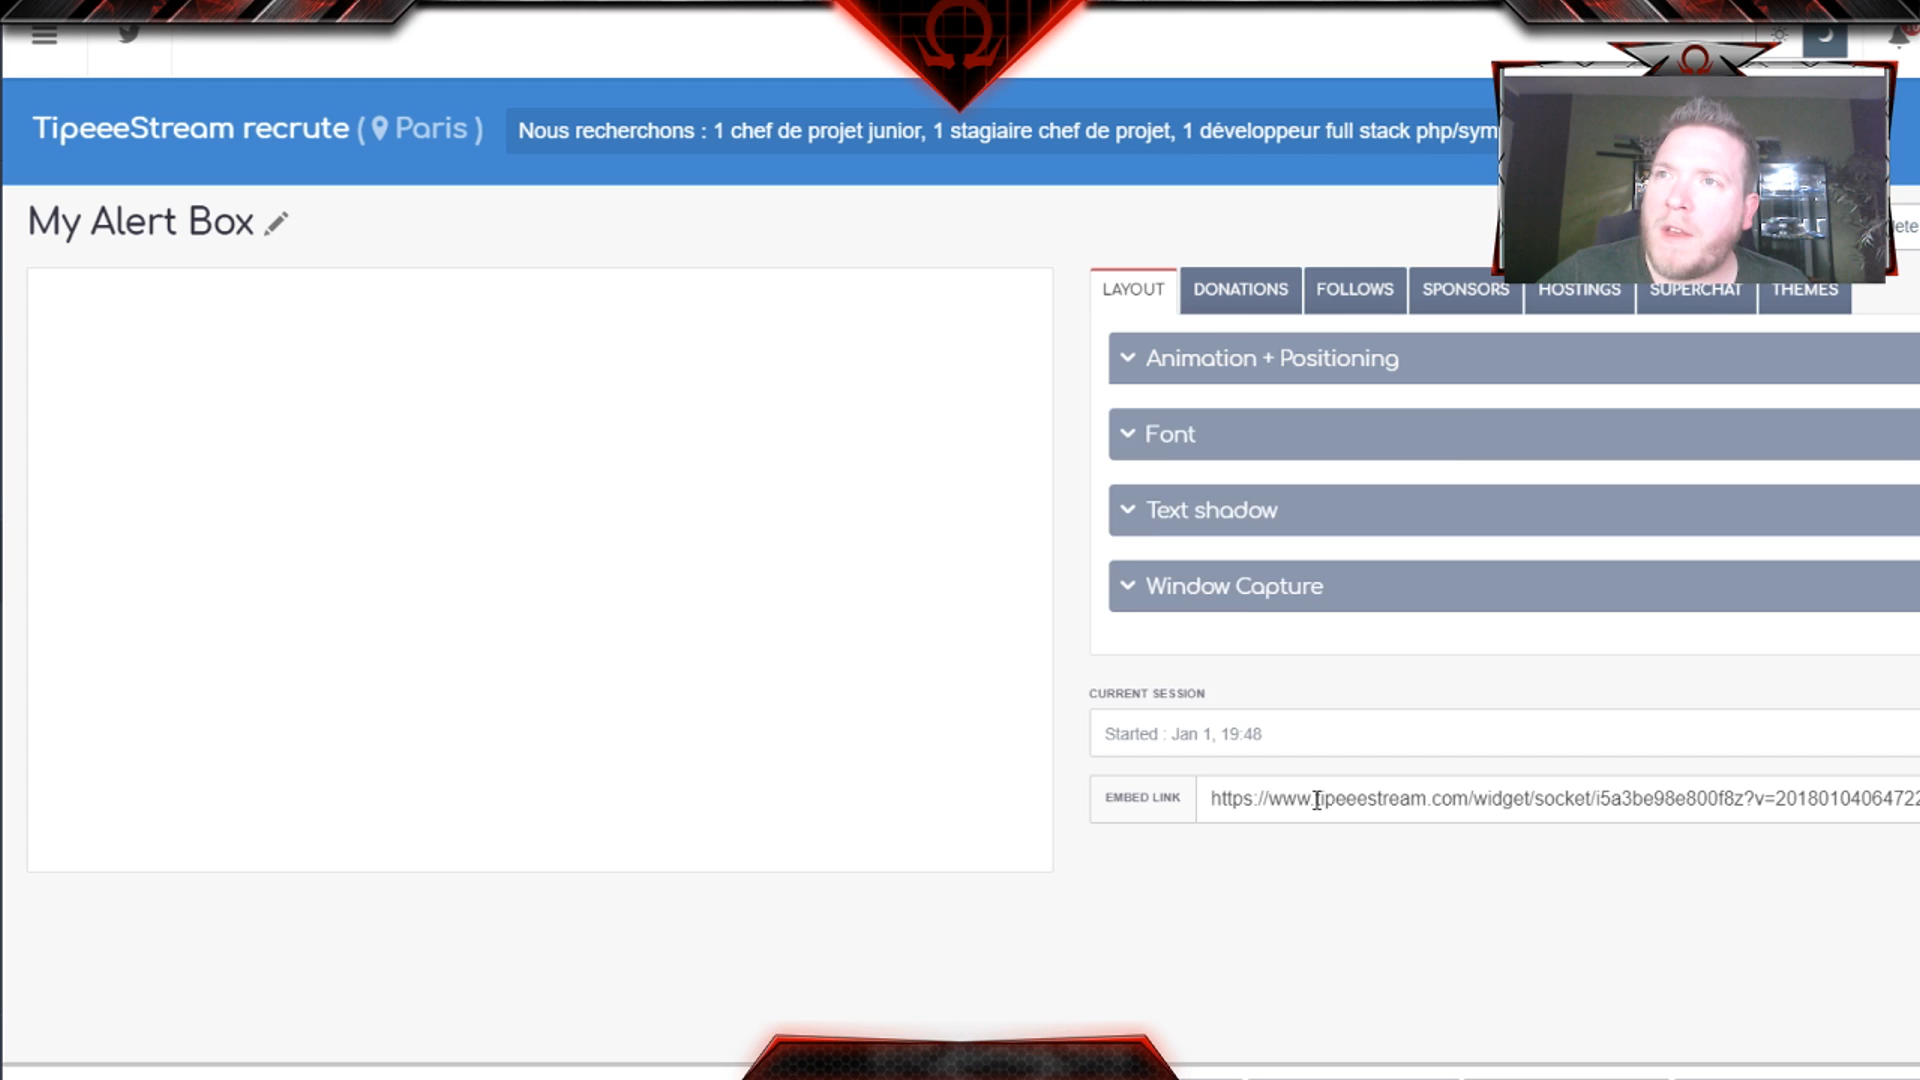 TipeeeStream recrute ( Paris )
Nous recherchons : 1 chef de projet junior, 1 stagiaire chef de projet, 1 développeur full stack php/sym
My Alert Box
ete
LAYOUT
DONATIONS
FOLLOWS
SPONSORS
HOSTINGS
SUPERCHAT
THEMES
Animation + Positioning
Font
Text shadow
Window Capture
CURRENT SESSION
Started : Jan 1, 19:48
EMBED LINK
https://www.tipeeestream.com/widget/socket/i5a3be98e800f8z?v=20180104064722